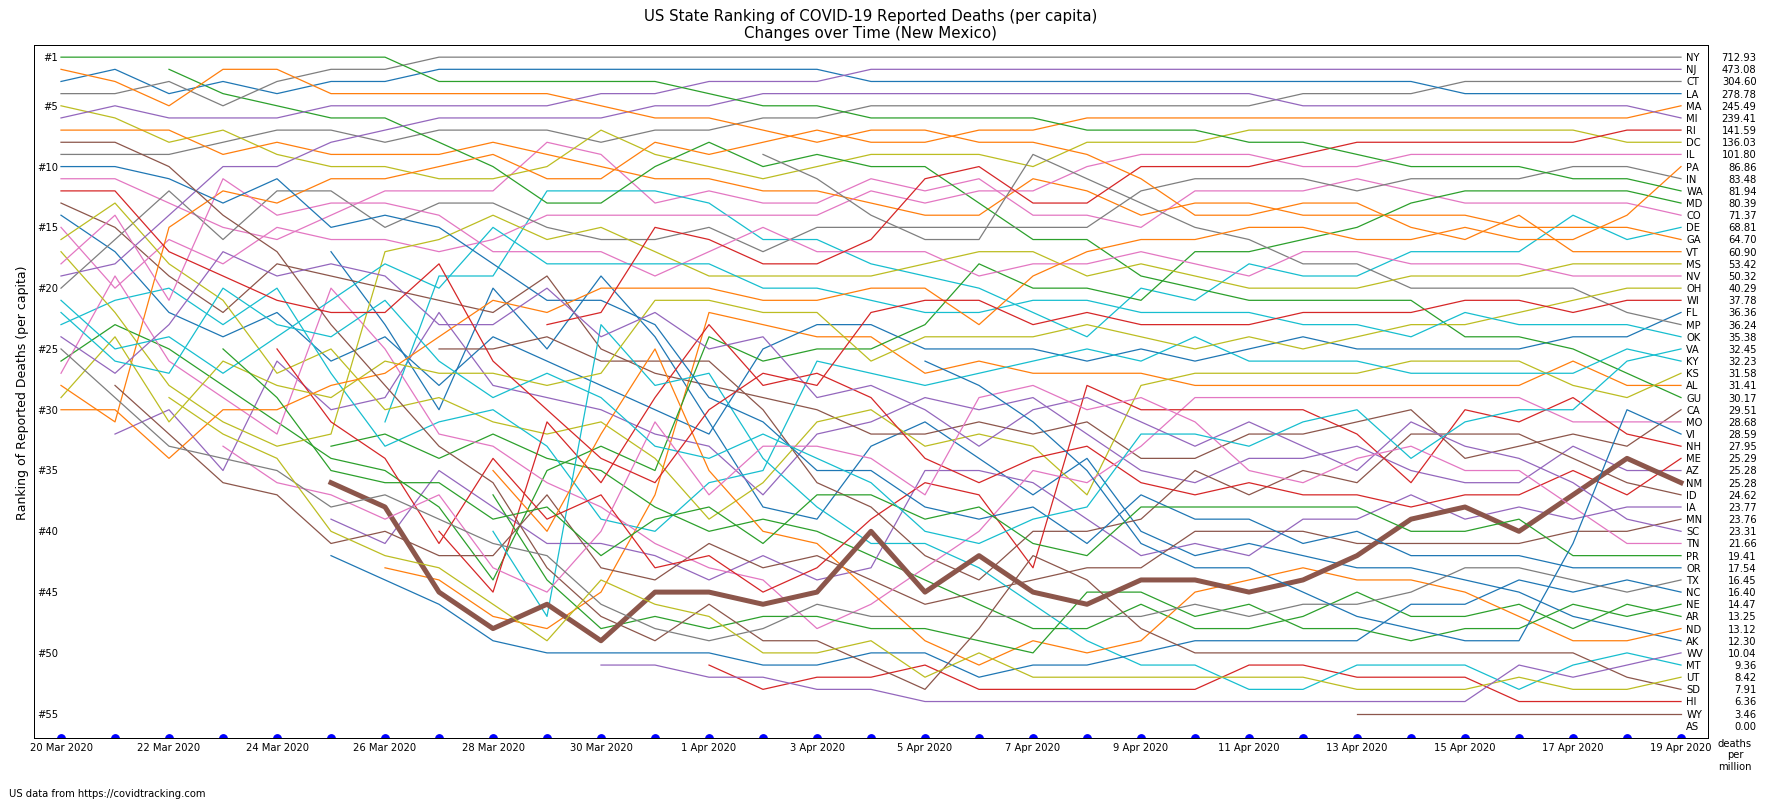 US State Ranking of COVID-19 Reported Deaths (per capita)
Changes over Time (New Mexico)
Ranking of Reported Deaths (per capita)
#1
#5
#10
#15
#20
#25
#30
#35
#40
#45
#50
#55
NY 712.93
NJ 473.08
CT 304.60
LA 278.78
MA 245.49
MI 239.41
RI 141.59
DC 136.03
IL 101.80
PA 86.86
IN 83.48
WA 81.94
MD 80.39
CO 71.37
DE 68.81
GA 64.70
VT 60.90
MS 53.42
NV 50.32
OH 40.29
WI 37.78
FL 36.36
MP 36.24
OK 35.38
VA 32.45
KY 32.23
KS 31.58
AL 31.41
GU 30.17
CA 29.51
MO 28.68
VI 28.59
NH 27.95
ME 25.29
AZ 25.28
NM 25.28
ID 24.62
IA 23.77
MN 23.76
SC 23.31
TN 21.66
PR 19.41
OR 17.54
TX 16.45
NC 16.40
NE 14.47
AR 13.25
ND 13.12
AK 12.30
WV 10.04
MT 9.36
UT 8.42
SD 7.91
HI 6.36
WY 3.46
AS 0.00
20 Mar 2020 22 Mar 2020 24 Mar 2020 26 Mar 2020 28 Mar 2020 30 Mar 2020 1 Apr 2020 3 Apr 2020 5 Apr 2020 7 Apr 2020 9 Apr 2020 11 Apr 2020 13 Apr 2020 15 Apr 2020 17 Apr 2020 19 Apr 2020
deaths
per
million
US data from https://covidtracking.com